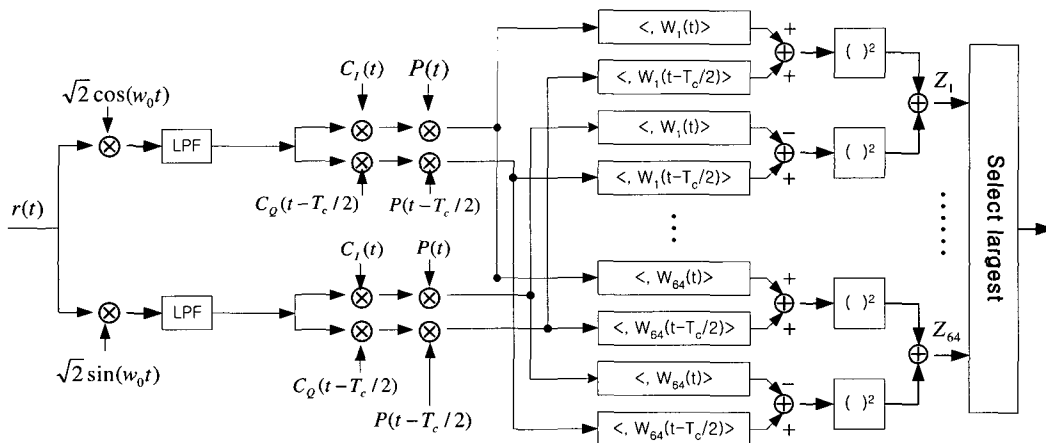 r(t)
√2 cos(w₀t)
LPF
C_I(t)
P(t)
C_Q(t−T_c/2)
P(t−T_c/2)
√2 sin(w₀t)
LPF
C_I(t)
P(t)
C_Q(t−T_c/2)
P(t−T_c/2)
<, W₁(t)>
+
<, W₁(t−T_c/2)>
+
( )²
<, W₁(t)>
−
<, W₁(t−T_c/2)>
+
( )²
Z₁
<, W₆₄(t)>
+
<, W₆₄(t−T_c/2)>
+
( )²
<, W₆₄(t)>
−
<, W₆₄(t−T_c/2)>
+
( )²
Z₆₄
Select largest